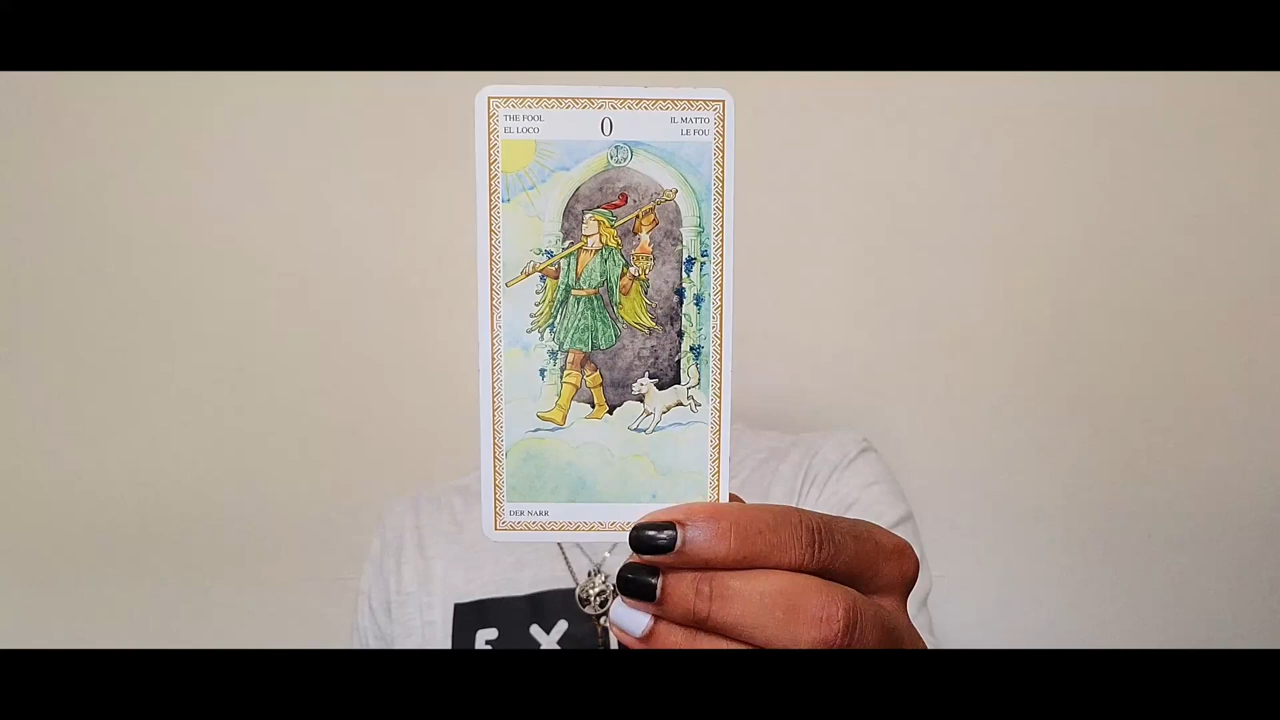 THE FOOL
EL LOCO
0
IL MATTO
LE FOU
DER NARR